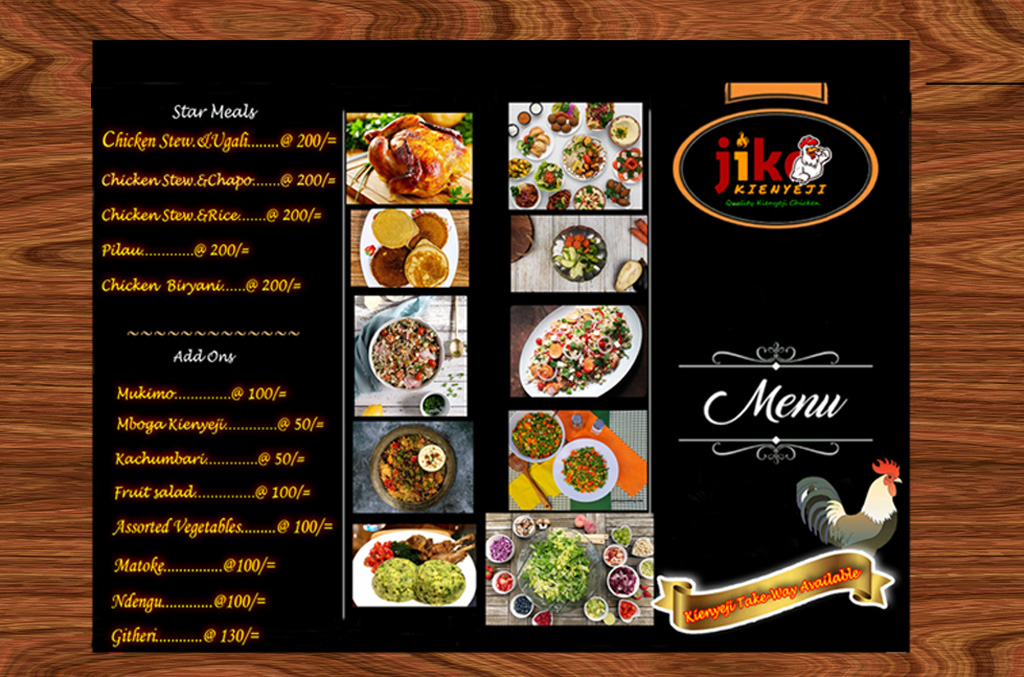 Star Meals
Chicken Stew.&Ugali........@ 200/=
Chicken Stew.&Chapo.......@ 200/=
Chicken Stew.&Rice.......@ 200/=
Pilau.............@ 200/=
Chicken Biryani......@ 200/=
~~~~~~~~~~~~~
Add Ons
Mukimo..............@ 100/=
Mboga Kienyeji.............@ 50/=
Kachumbari.............@ 50/=
Fruit salad...............@ 100/=
Assorted Vegetables.........@ 100/=
Matoke...............@100/=
Ndengu.............@100/=
Githeri............@ 130/=
jiko
KIENYEJI
Quality Kienyeji Chicken
Menu
Kienyeji Take-Way Available